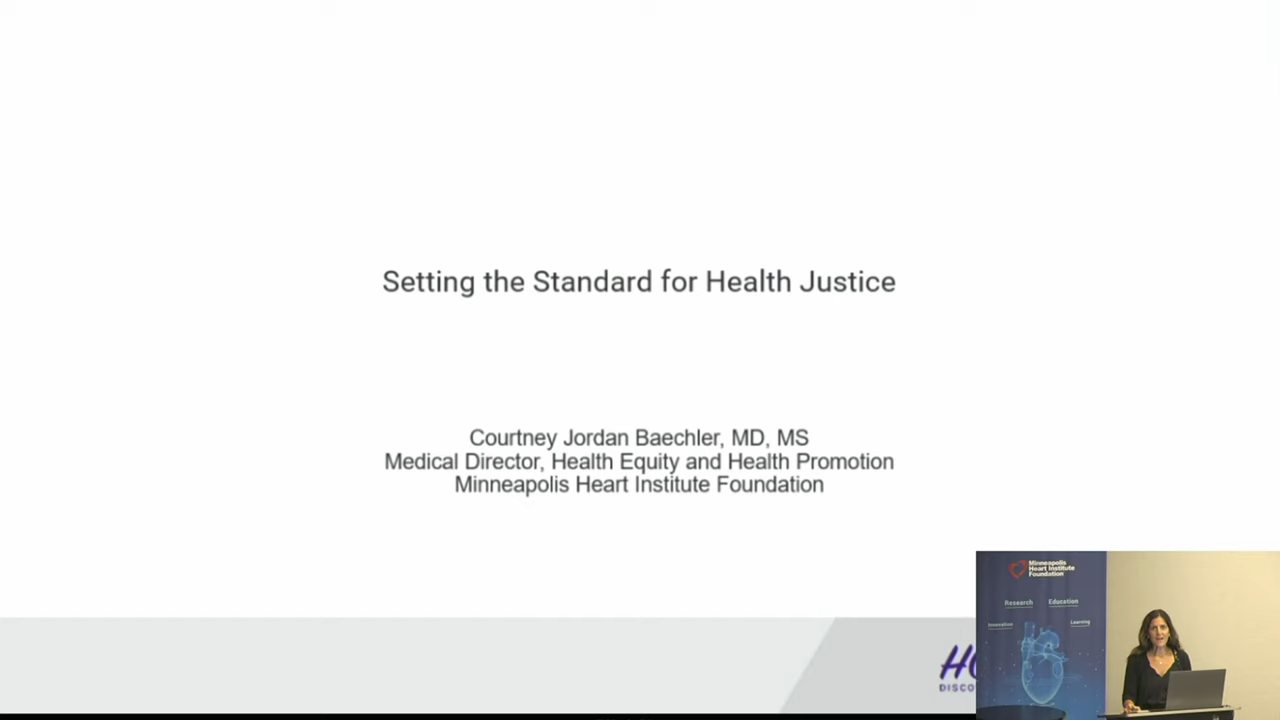 Setting the Standard for Health Justice
Courtney Jordan Baechler, MD, MS
Medical Director, Health Equity and Health Promotion
Minneapolis Heart Institute Foundation
Minneapolis
Heart Institute
Foundation
Research Education
Innovation Learning